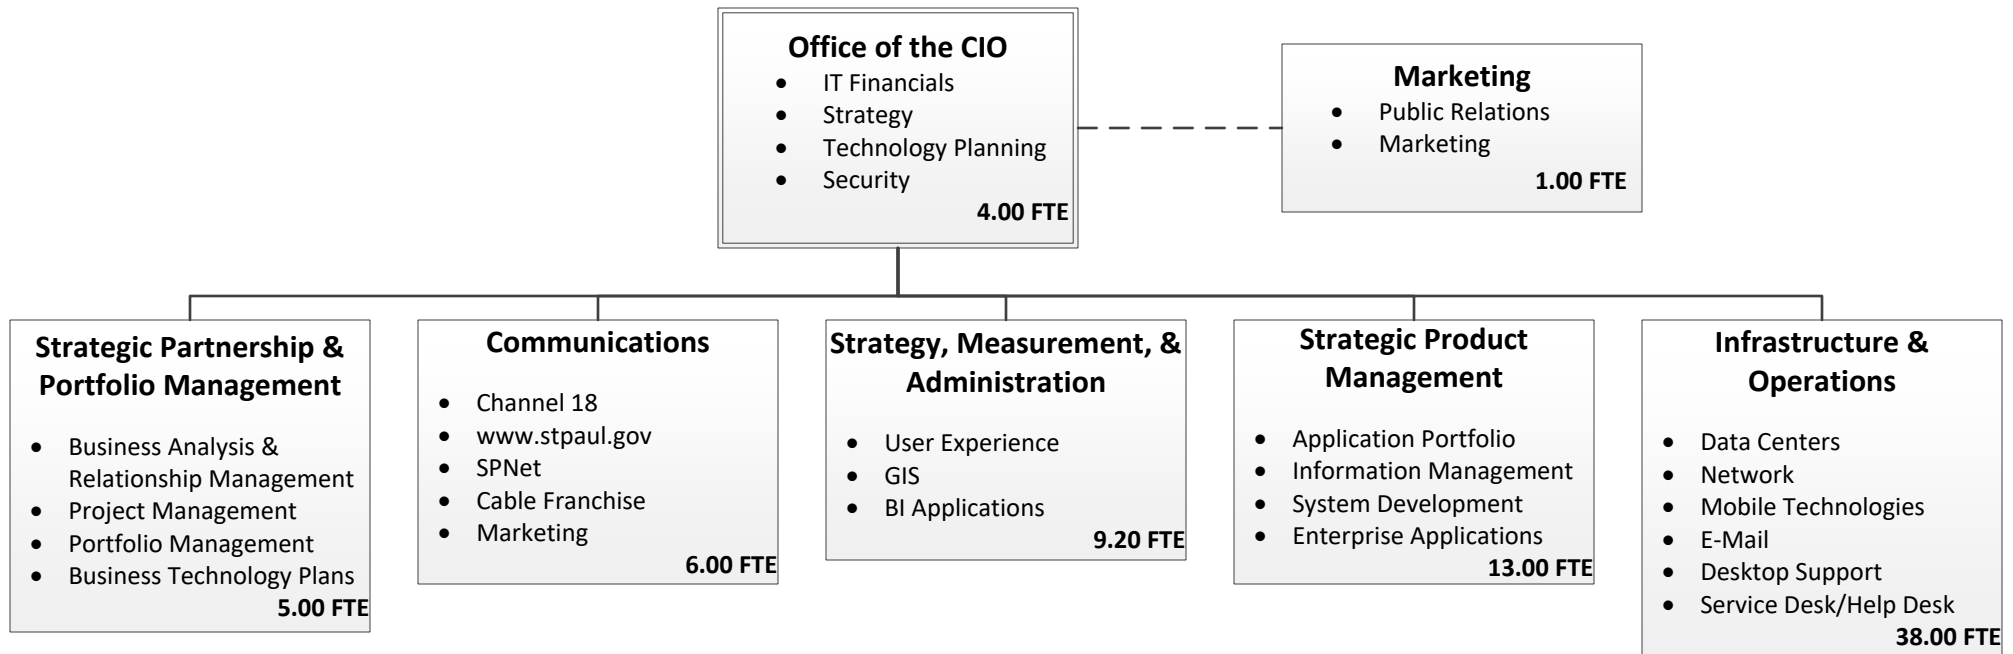 Office of the CIO
• IT Financials
• Strategy
• Technology Planning
• Security
4.00 FTE
Marketing
• Public Relations
• Marketing
1.00 FTE
Strategic Partnership &
Portfolio Management
• Business Analysis &
Relationship Management
• Project Management
• Portfolio Management
• Business Technology Plans
5.00 FTE
Communications
• Channel 18
• www.stpaul.gov
• SPNet
• Cable Franchise
• Marketing
6.00 FTE
Strategy, Measurement, &
Administration
• User Experience
• GIS
• BI Applications
9.20 FTE
Strategic Product
Management
• Application Portfolio
• Information Management
• System Development
• Enterprise Applications
13.00 FTE
Infrastructure &
Operations
• Data Centers
• Network
• Mobile Technologies
• E-Mail
• Desktop Support
• Service Desk/Help Desk
38.00 FTE